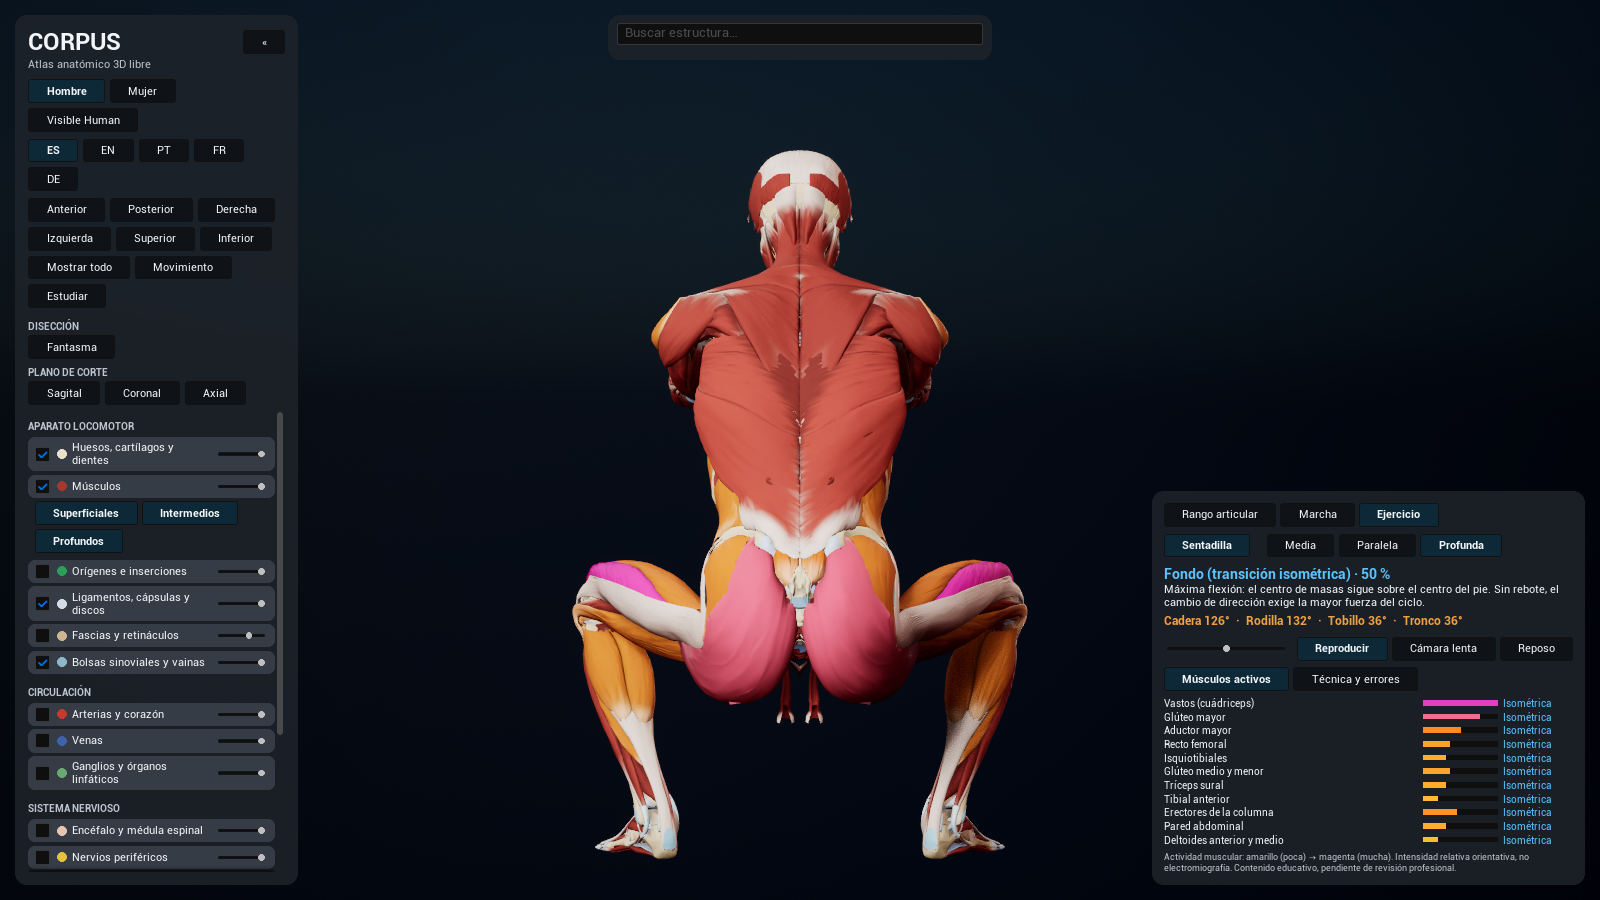 CORPUS
«
Atlas anatómico 3D libre
Hombre
Mujer
Visible Human
ES
EN
PT
FR
DE
Anterior
Posterior
Derecha
Izquierda
Superior
Inferior
Mostrar todo
Movimiento
Estudiar
DISECCIÓN
Fantasma
PLANO DE CORTE
Sagital
Coronal
Axial
APARATO LOCOMOTOR
Huesos, cartílagos y
dientes
Músculos
Superficiales
Intermedios
Profundos
Orígenes e inserciones
Ligamentos, cápsulas y
discos
Fascias y retináculos
Bolsas sinoviales y vainas
CIRCULACIÓN
Arterias y corazón
Venas
Ganglios y órganos
linfáticos
SISTEMA NERVIOSO
Encéfalo y médula espinal
Nervios periféricos
Buscar estructura...
Rango articular
Marcha
Ejercicio
Sentadilla
Media
Paralela
Profunda
Fondo (transición isométrica) · 50 %
Máxima flexión: el centro de masas sigue sobre el centro del pie. Sin rebote, el
cambio de dirección exige la mayor fuerza del ciclo.
Cadera 126° · Rodilla 132° · Tobillo 36° · Tronco 36°
Reproducir
Cámara lenta
Reposo
Músculos activos
Técnica y errores
Vastos (cuádriceps) Isométrica
Glúteo mayor Isométrica
Aductor mayor Isométrica
Recto femoral Isométrica
Isquiotibiales Isométrica
Glúteo medio y menor Isométrica
Tríceps sural Isométrica
Tibial anterior Isométrica
Erectores de la columna Isométrica
Pared abdominal Isométrica
Deltoides anterior y medio Isométrica
Actividad muscular: amarillo (poca) → magenta (mucha). Intensidad relativa orientativa, no
electromiografía. Contenido educativo, pendiente de revisión profesional.